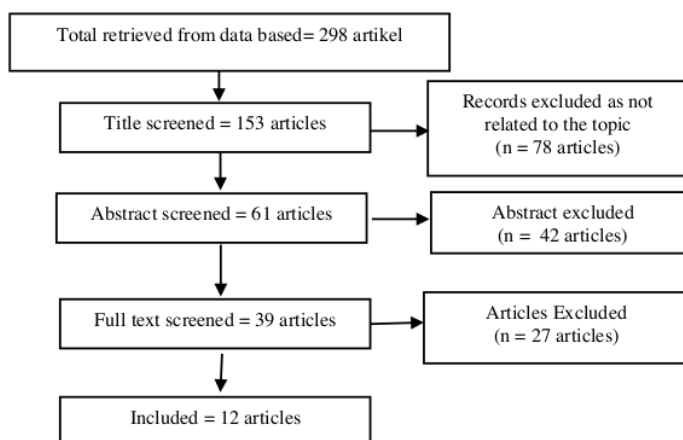 Total retrieved from data based= 298 artikel
Title screened = 153 articles
Records excluded as not
related to the topic
(n = 78 articles)
Abstract screened = 61 articles
Abstract excluded
(n = 42 articles)
Full text screened = 39 articles
Articles Excluded
(n = 27 articles)
Included = 12 articles